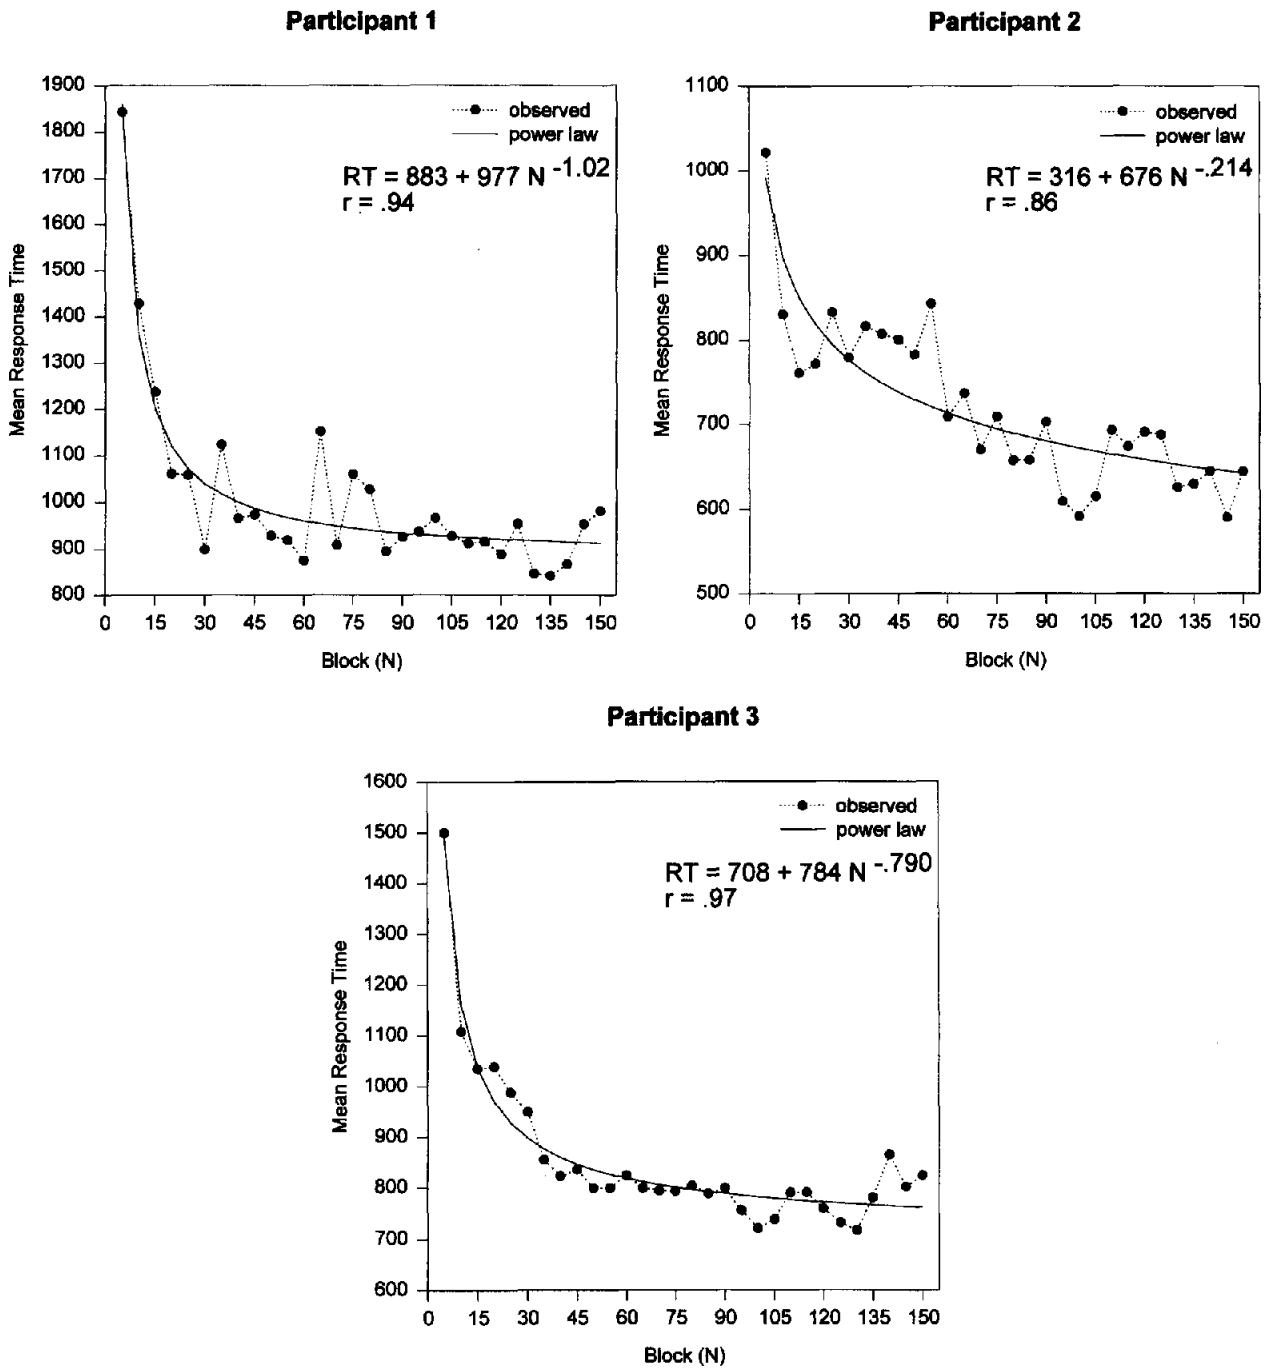 Participant 1
1900
1800
1700
1600
1500
1400
1300
1200
1100
1000
900
800
Mean Response Time
observed
power law
RT = 883 + 977 N -1.02
r = .94
0 15 30 45 60 75 90 105 120 135 150
Block (N)
Participant 2
1100
1000
900
800
700
600
500
Mean Response Time
observed
power law
RT = 316 + 676 N -.214
r = .86
0 15 30 45 60 75 90 105 120 135 150
Block (N)
Participant 3
1600
1500
1400
1300
1200
1100
1000
900
800
700
600
Mean Response Time
observed
power law
RT = 708 + 784 N -.790
r = .97
0 15 30 45 60 75 90 105 120 135 150
Block (N)